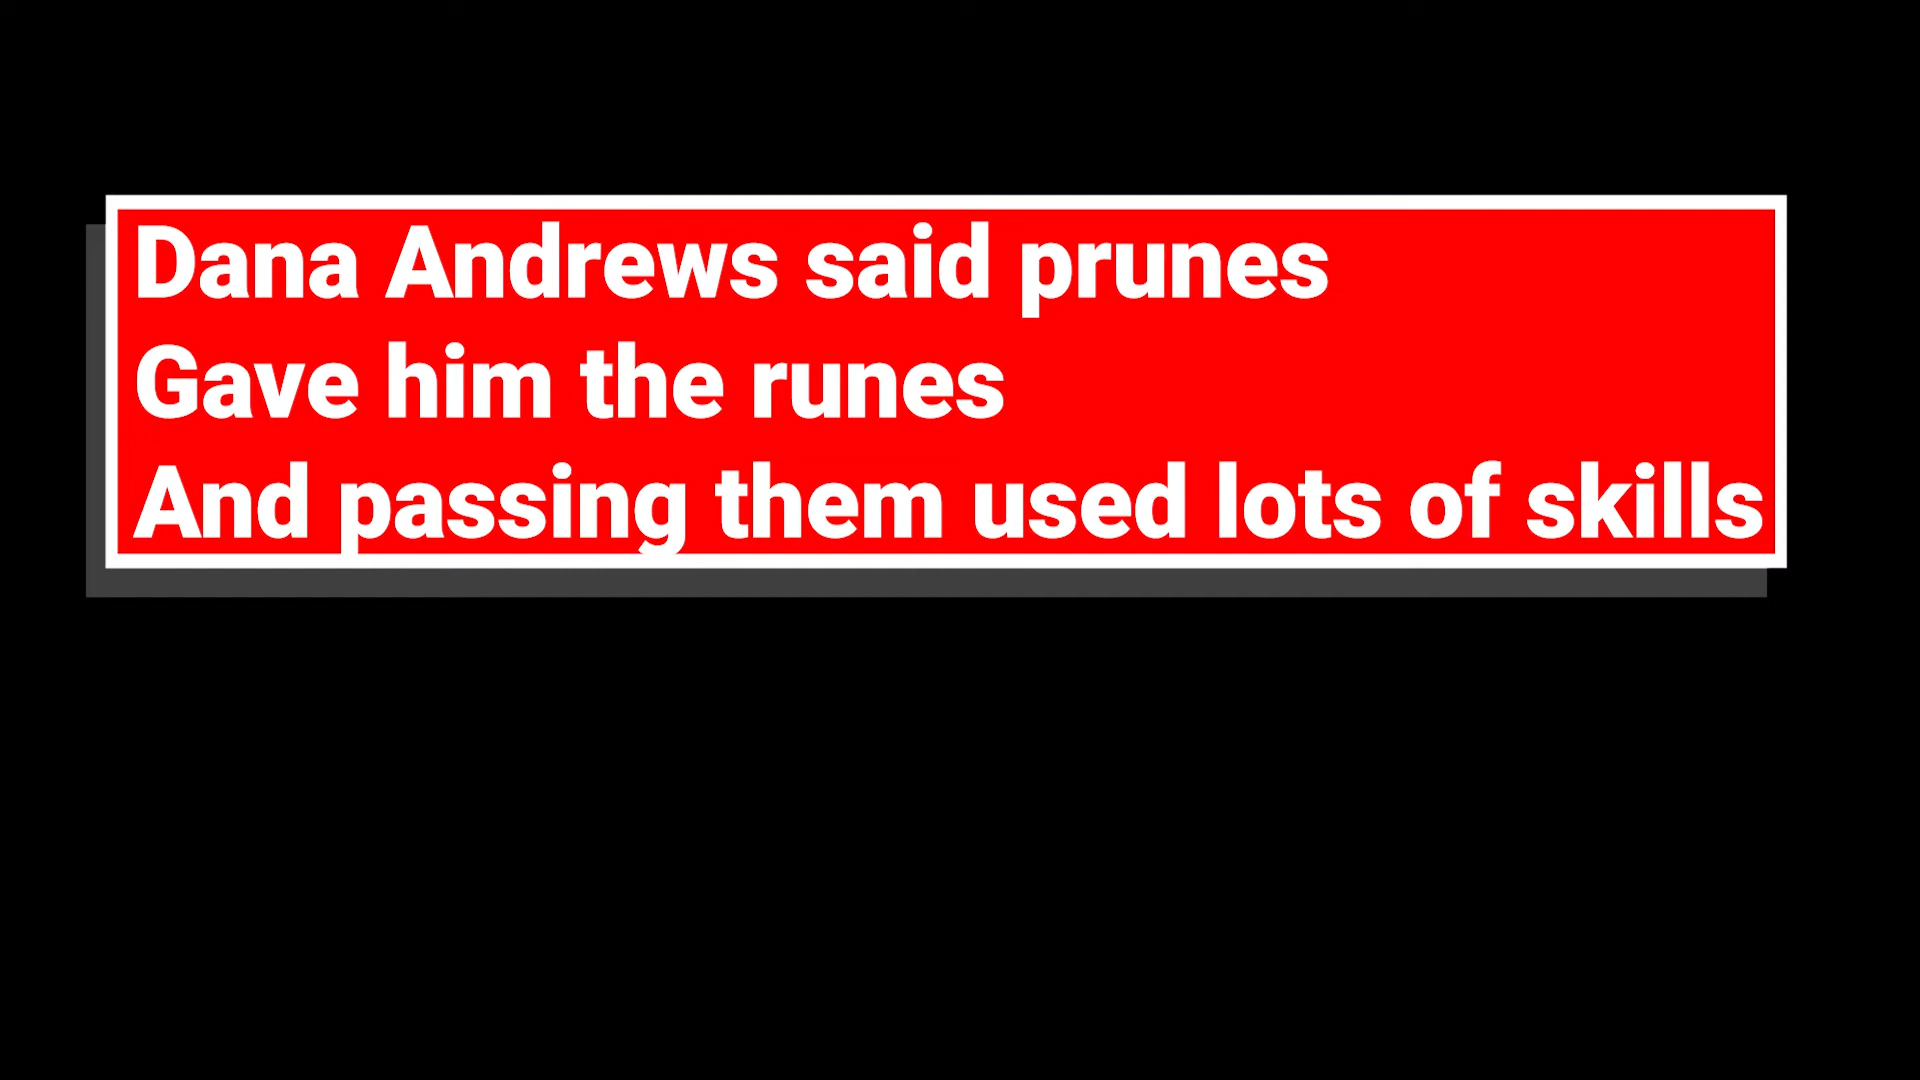 Dana Andrews said prunes
Gave him the runes
And passing them used lots of skills